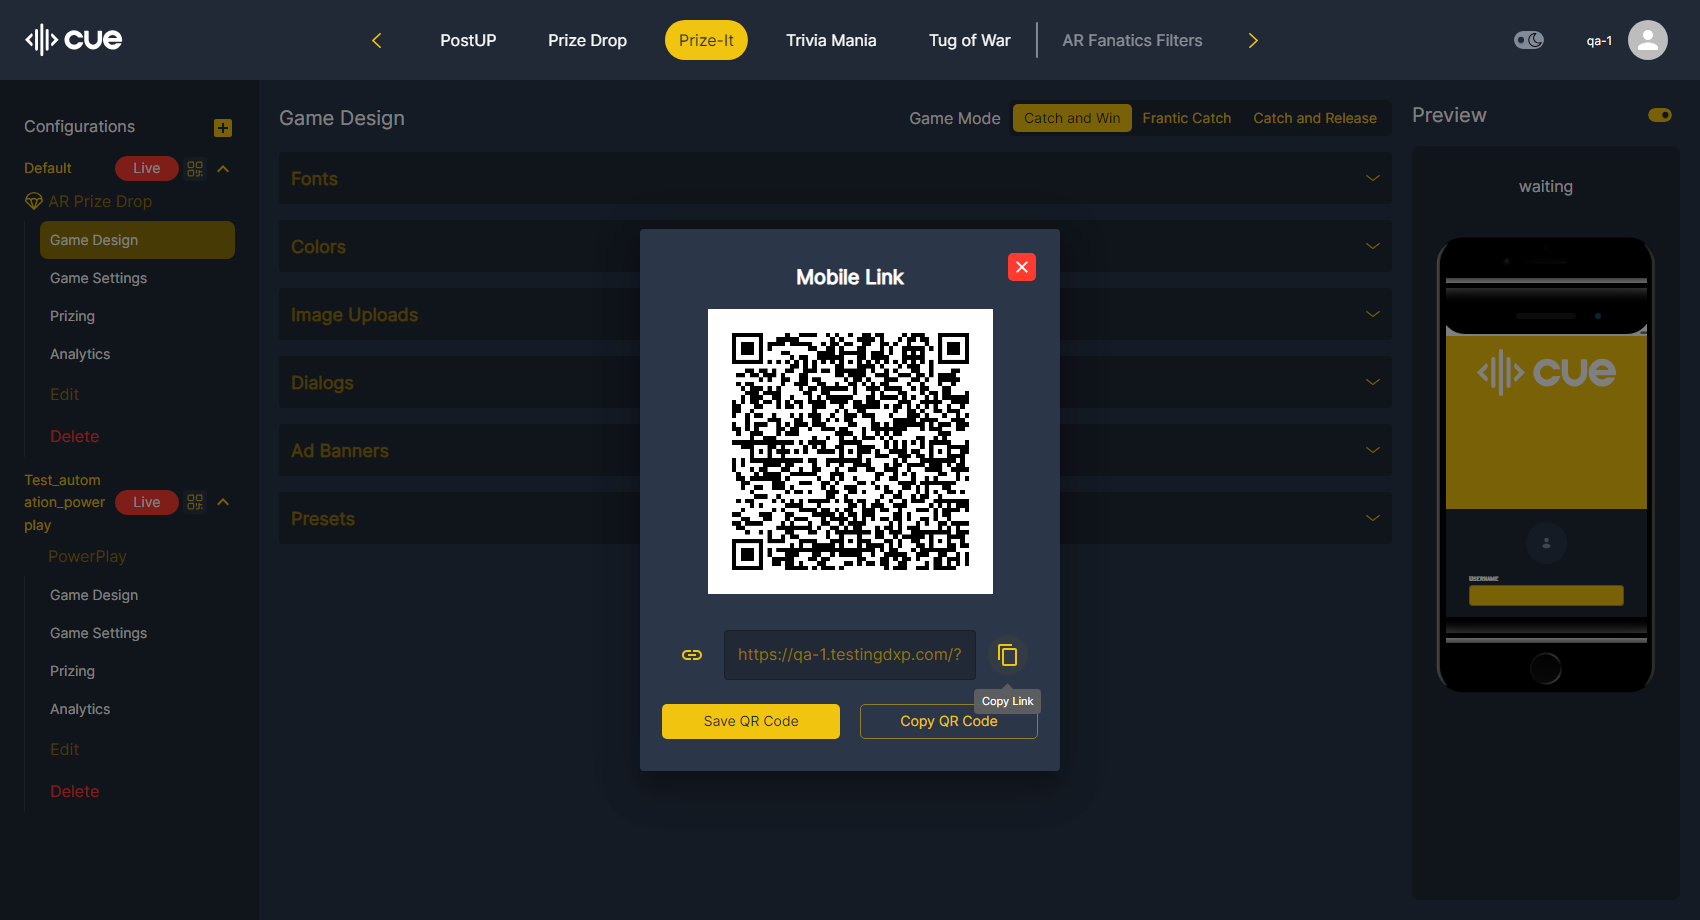 cue
PostUP
Prize Drop
Prize-It
Trivia Mania
Tug of War
AR Fanatics Filters
qa-1
Configurations
Default
Live
AR Prize Drop
Game Design
Game Settings
Prizing
Analytics
Edit
Delete
Test_autom
ation_power
play
Live
PowerPlay
Game Design
Game Settings
Prizing
Analytics
Edit
Delete
Game Design
Game Mode
Catch and Win
Frantic Catch
Catch and Release
Fonts
Colors
Image Uploads
Dialogs
Ad Banners
Presets
Mobile Link
https://qa-1.testingdxp.com/?
Copy Link
Save QR Code
Copy QR Code
Preview
waiting
cue
USERNAME